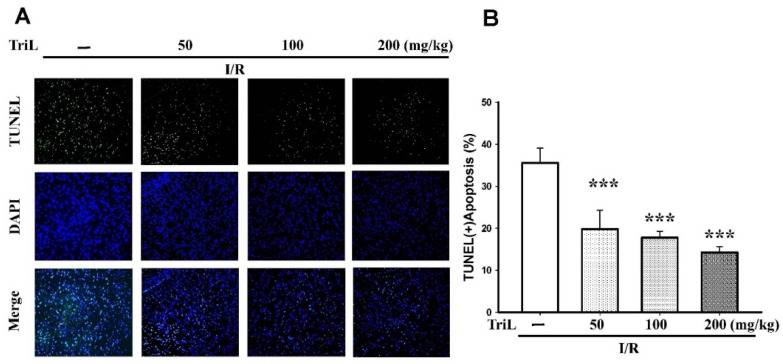 A
TriL — 50 100 200 (mg/kg)
I/R
TUNEL
DAPI
Merge
B
TUNEL(+)Apoptosis (%)
50
40
30
20
10
0
***
***
***
TriL — 50 100 200 (mg/kg)
I/R